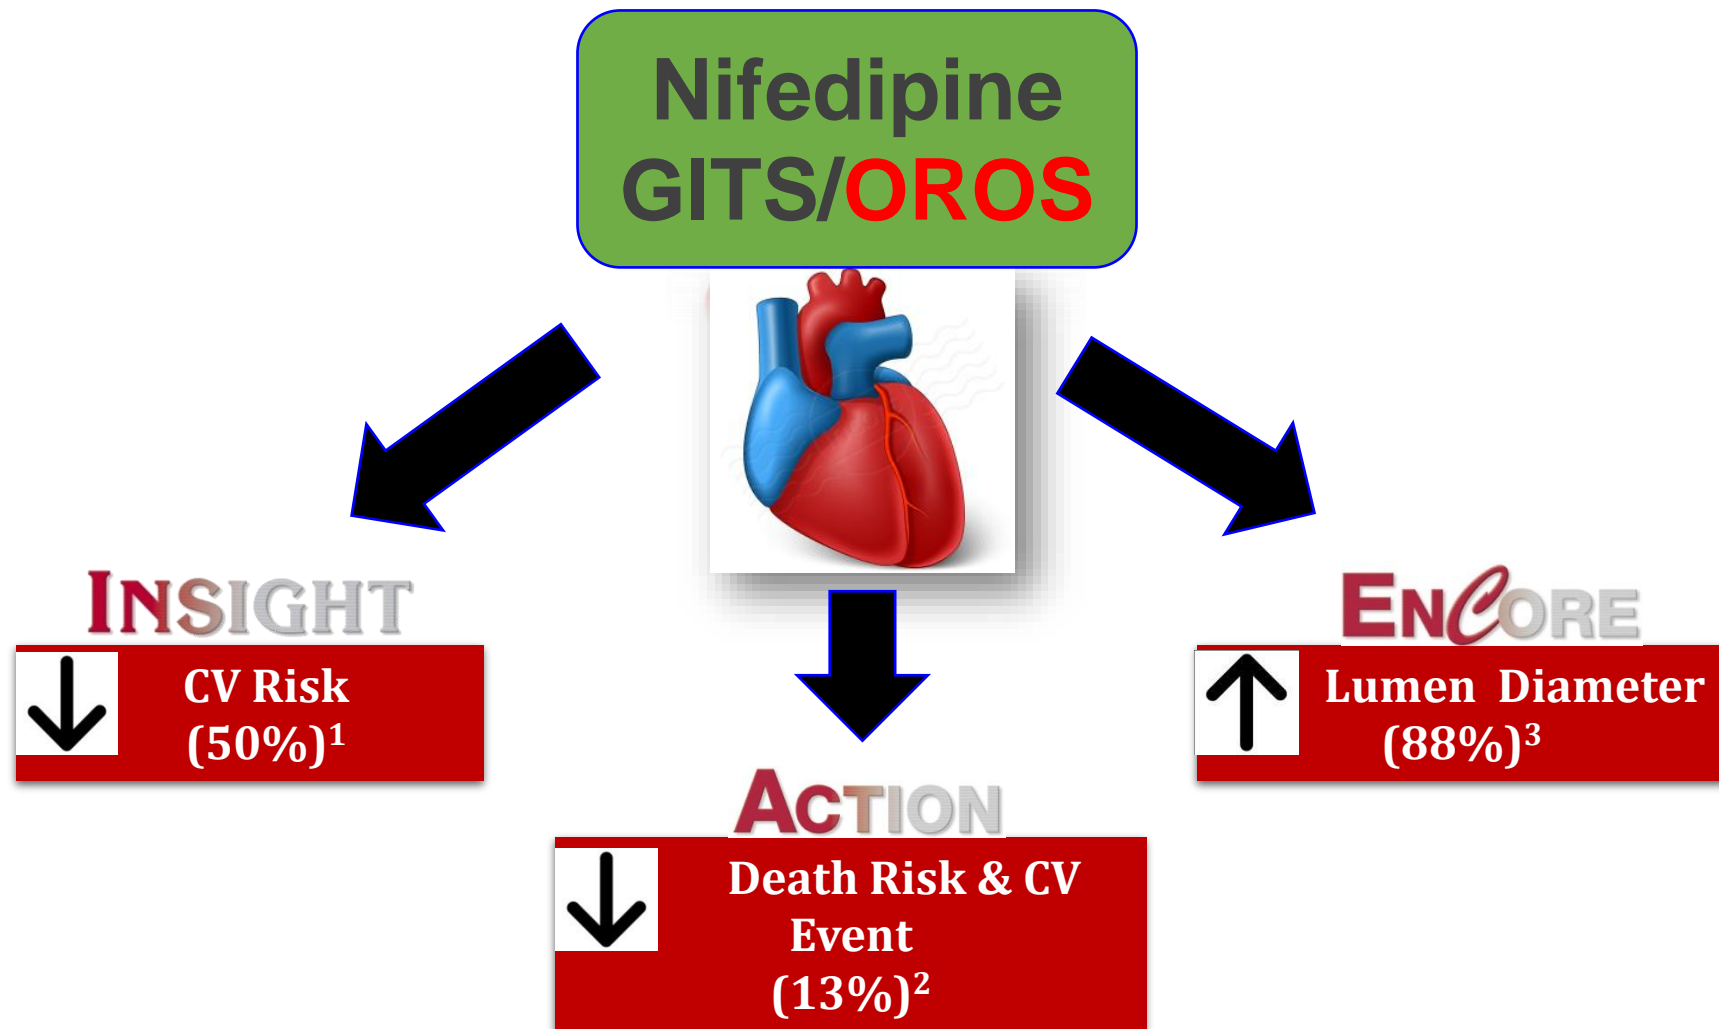 Nifedipine
GITS/OROS
INSIGHT
CV Risk
(50%)¹
ENCORE
Lumen Diameter
(88%)³
ACTION
Death Risk & CV
Event
(13%)²